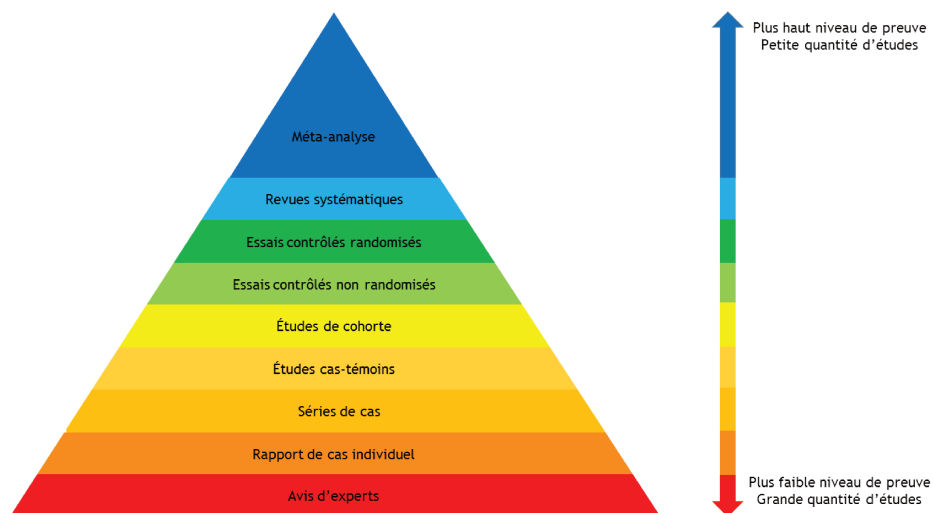 Plus haut niveau de preuve
Petite quantité d'études
Méta-analyse
Revues systématiques
Essais contrôlés randomisés
Essais contrôlés non randomisés
Études de cohorte
Études cas-témoins
Séries de cas
Rapport de cas individuel
Avis d'experts
Plus faible niveau de preuve
Grande quantité d'études